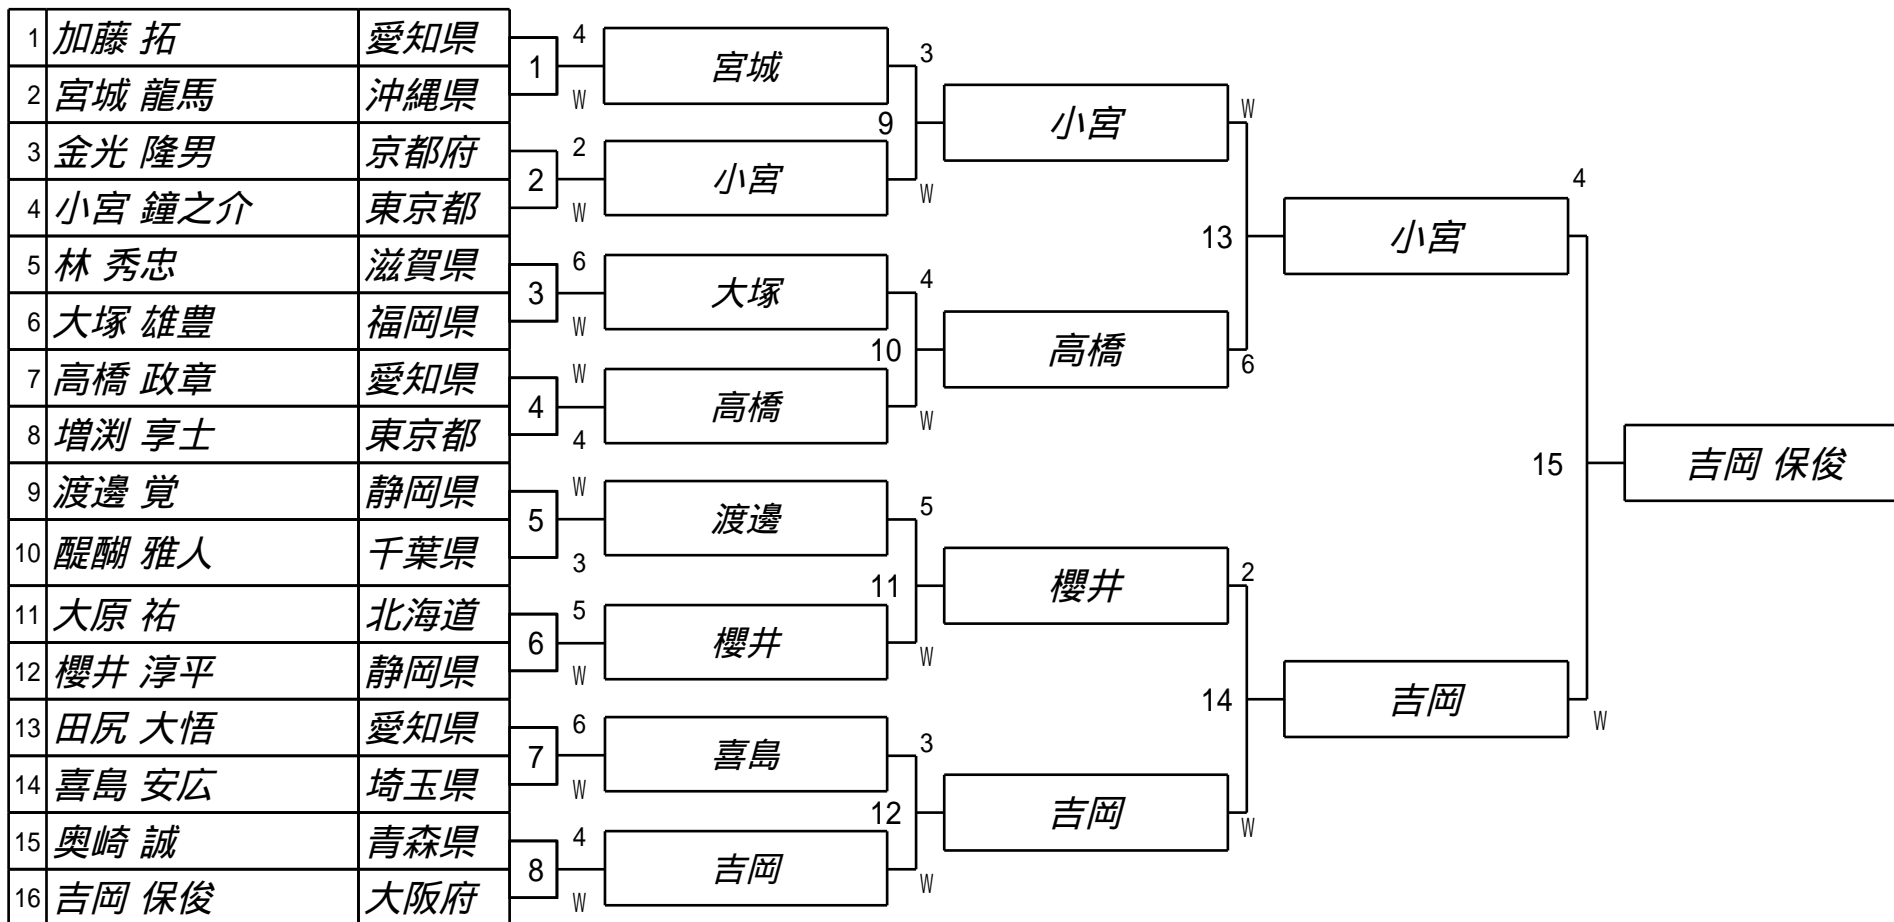 1 加藤 拓 愛知県
2 宮城 龍馬 沖縄県
3 金光 隆男 京都府
4 小宮 鐘之介 東京都
5 林 秀忠 滋賀県
6 大塚 雄豊 福岡県
7 高橋 政章 愛知県
8 増渕 享士 東京都
9 渡邊 覚 静岡県
10 醍醐 雅人 千葉県
11 大原 祐 北海道
12 櫻井 淳平 静岡県
13 田尻 大悟 愛知県
14 喜島 安広 埼玉県
15 奥崎 誠 青森県
16 吉岡 保俊 大阪府
1 4 W
2 2 W
3 6 W
4 W 4
5 W 3
6 5 W
7 6 W
8 4 W
宮城 3
9
小宮 W
大塚 4
10
高橋 W
渡邊 5
11
櫻井 W
喜島 3
12
吉岡 W
小宮 W
13
高橋 6
櫻井 2
14
吉岡 W
小宮 4
15
吉岡 W
吉岡 保俊